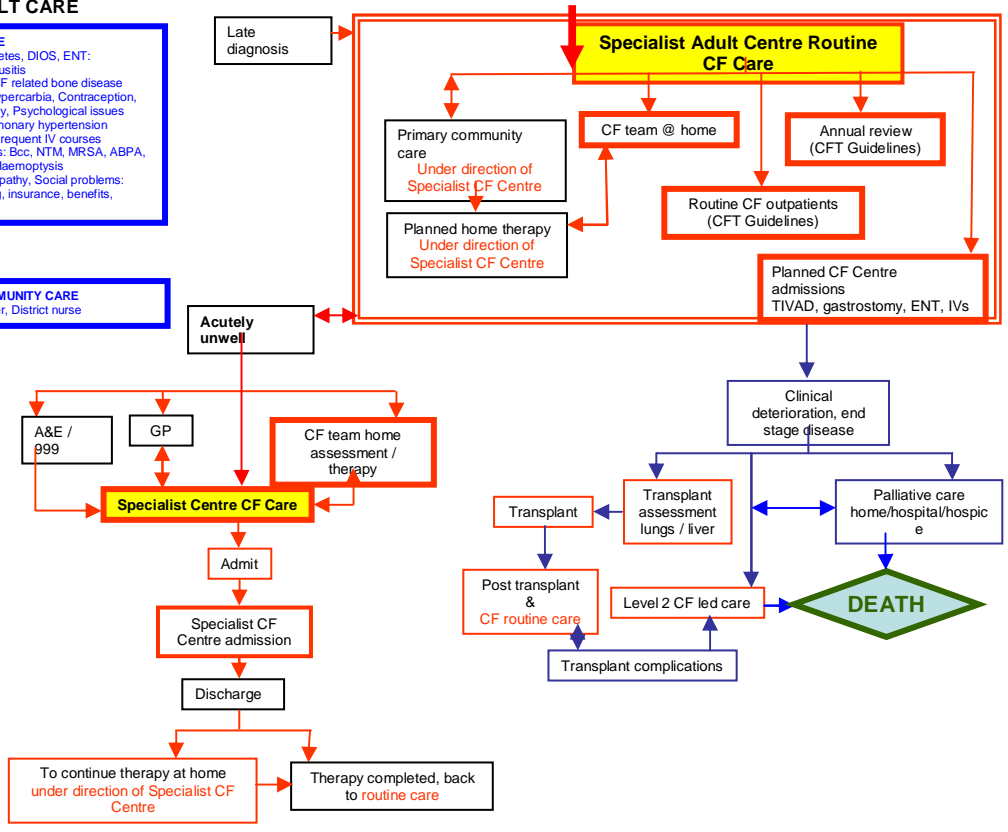 LT CARE
E
etes, DIOS, ENT:
usitis
F related bone disease
ypercarbia, Contraception,
y, Psychological issues
monary hypertension
requent IV courses
s: Bcc, NTM, MRSA, ABPA,
aemoptysis
pathy, Social problems:
g, insurance, benefits,
MUNITY CARE
er, District nurse
Late
diagnosis
Specialist Adult Centre Routine
CF Care
Primary community
care
Under direction of
Specialist CF Centre
CF team @ home
Annual review
(CFT Guidelines)
Routine CF outpatients
(CFT Guidelines)
Planned home therapy
Under direction of
Specialist CF Centre
Planned CF Centre
admissions
TIVAD, gastrostomy, ENT, IVs
Acutely
unwell
A&E /
999
GP
CF team home
assessment /
therapy
Specialist Centre CF Care
Admit
Specialist CF
Centre admission
Discharge
To continue therapy at home
under direction of Specialist CF
Centre
Therapy completed, back
to routine care
Clinical
deterioration, end
stage disease
Transplant
Transplant
assessment
lungs / liver
Palliative care
home/hospital/hospic
e
Post transplant
&
CF routine care
Level 2 CF led care
DEATH
Transplant complications